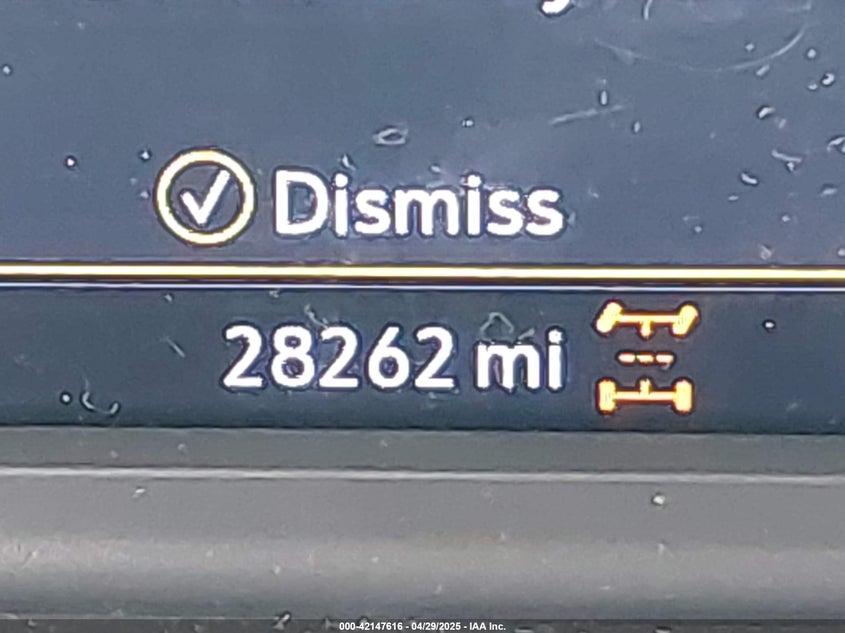 Dismiss
28262 mi
000-42147616 - 04/29/2025 - IAA Inc.